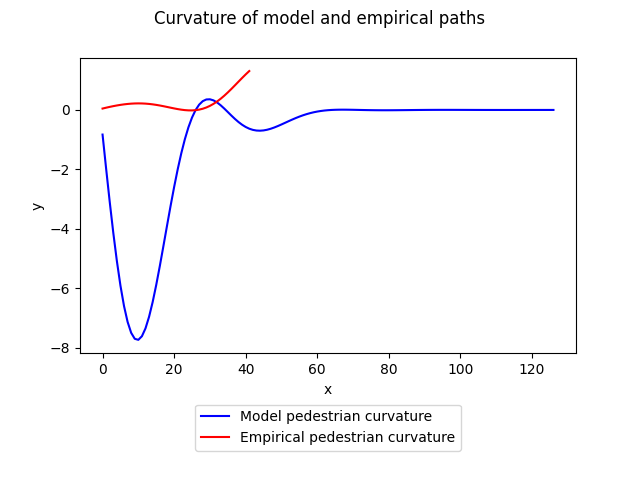 Curvature of model and empirical paths
0
−2
−4
−6
−8
y
0 20 40 60 80 100 120
x
Model pedestrian curvature
Empirical pedestrian curvature